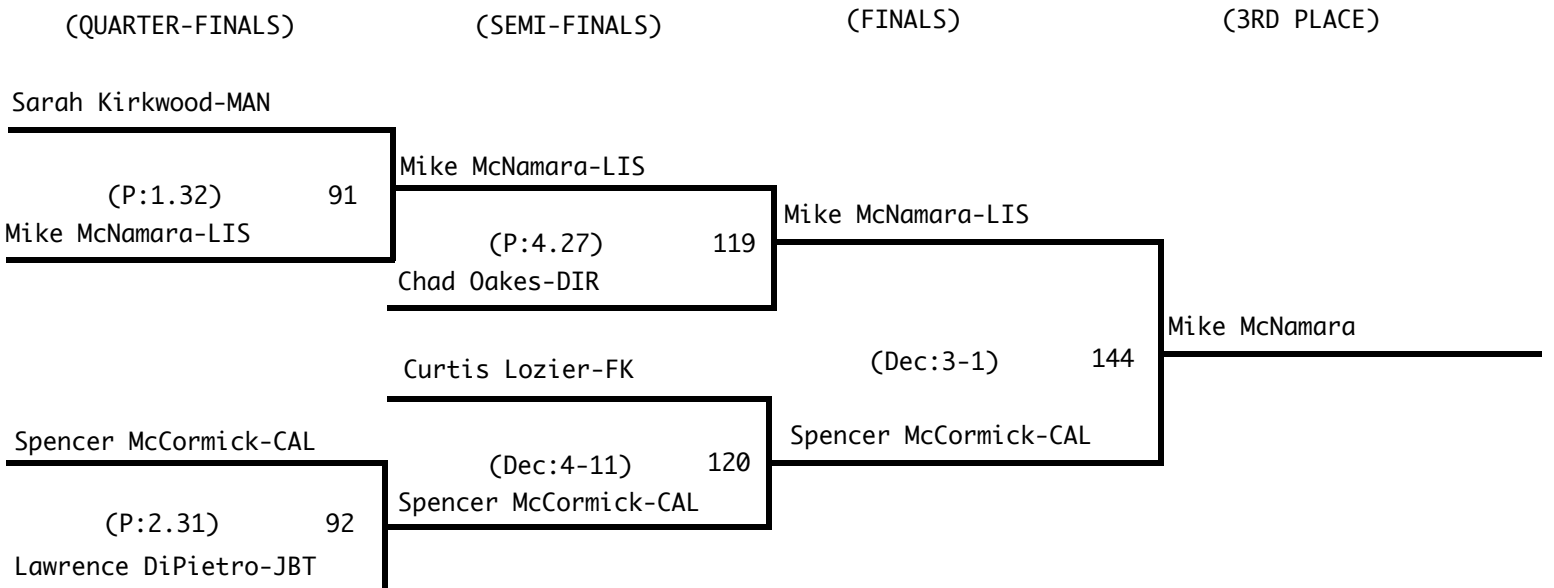 (QUARTER-FINALS) (SEMI-FINALS) (FINALS) (3RD PLACE)
Sarah Kirkwood-MAN
Mike McNamara-LIS
(P:1.32) 91
Mike McNamara-LIS
Mike McNamara-LIS
(P:4.27) 119
Chad Oakes-DIR
Mike McNamara
Curtis Lozier-FK
(Dec:3-1) 144
Spencer McCormick-CAL
Spencer McCormick-CAL
(Dec:4-11) 120
Spencer McCormick-CAL
(P:2.31) 92
Lawrence DiPietro-JBT